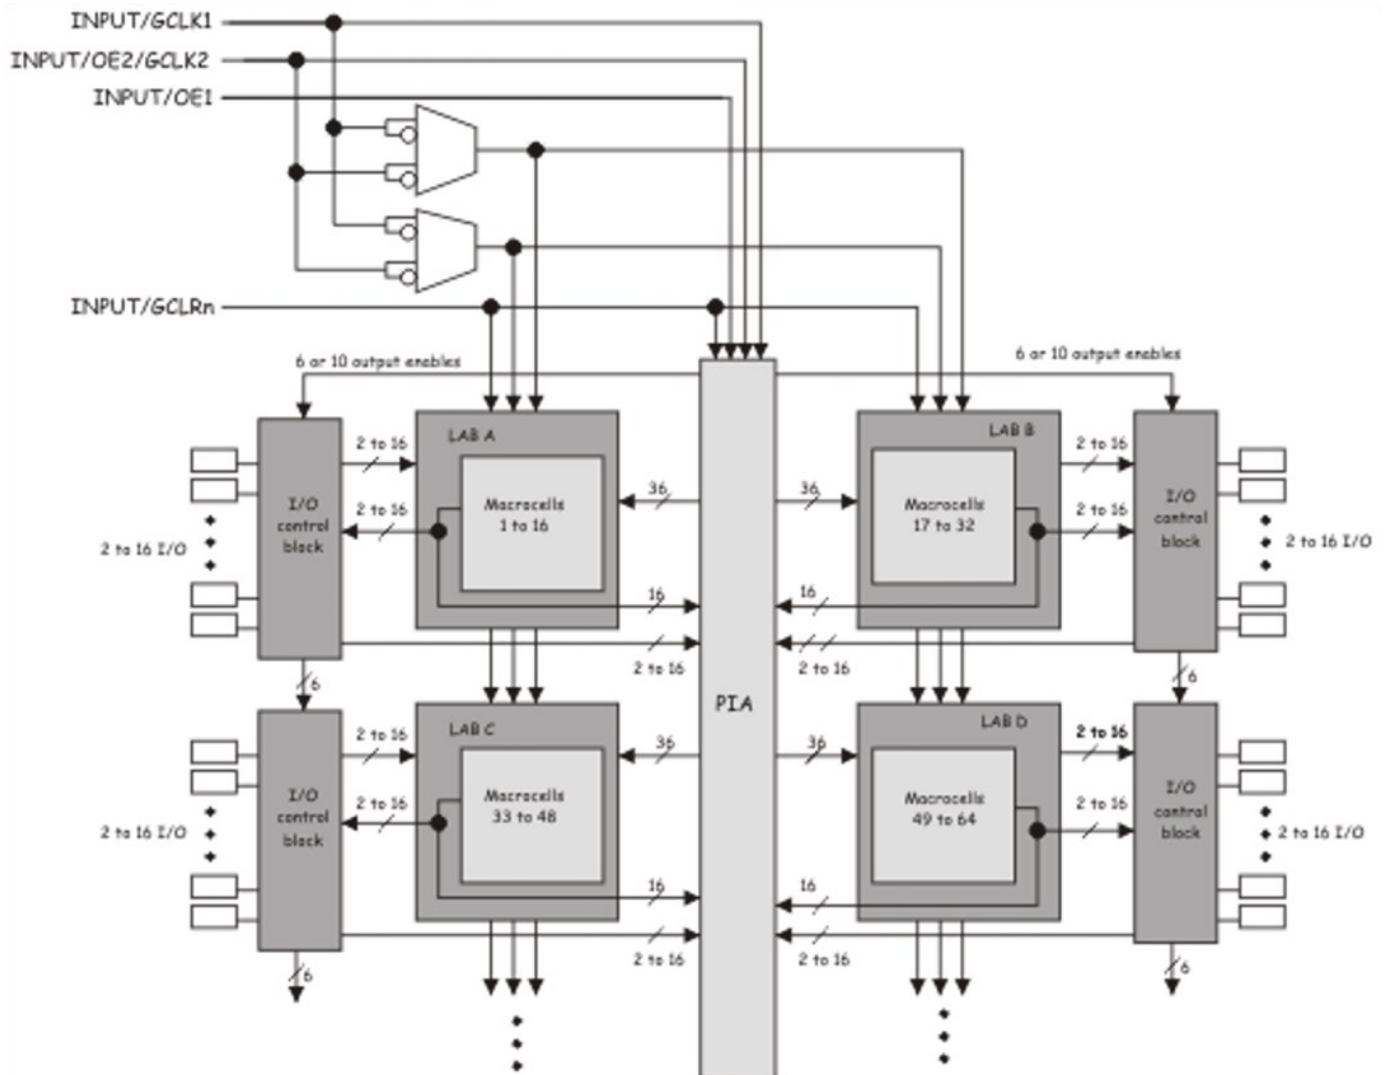 INPUT/GCLK1
INPUT/OE2/GCLK2
INPUT/OE1
INPUT/GCLRn
6 or 10 output enables
6 or 10 output enables
LAB A
LAB B
2 to 16
2 to 16
36
36
I/O
control
block
Macrocells
1 to 16
Macrocells
17 to 32
I/O
control
block
2 to 16
2 to 16
2 to 16 I/O
2 to 16 I/O
16
16
2 to 16
2 to 16
6
6
PIA
LAB C
LAB D
2 to 16
2 to 16
36
36
I/O
control
block
Macrocells
33 to 48
Macrocells
49 to 64
I/O
control
block
2 to 16
2 to 16
2 to 16 I/O
2 to 16 I/O
16
16
2 to 16
2 to 16
6
6